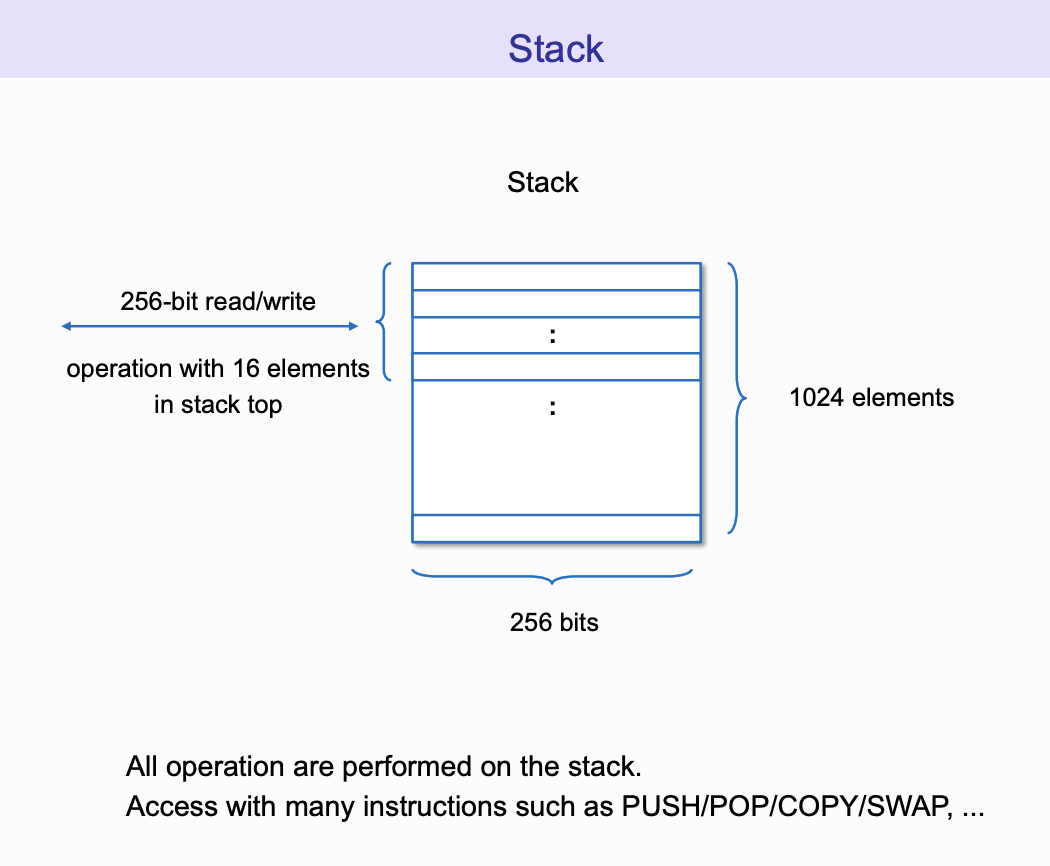 Stack
Stack
256-bit read/write
operation with 16 elements
in stack top
:
:
1024 elements
256 bits
All operation are performed on the stack.
Access with many instructions such as PUSH/POP/COPY/SWAP, ...